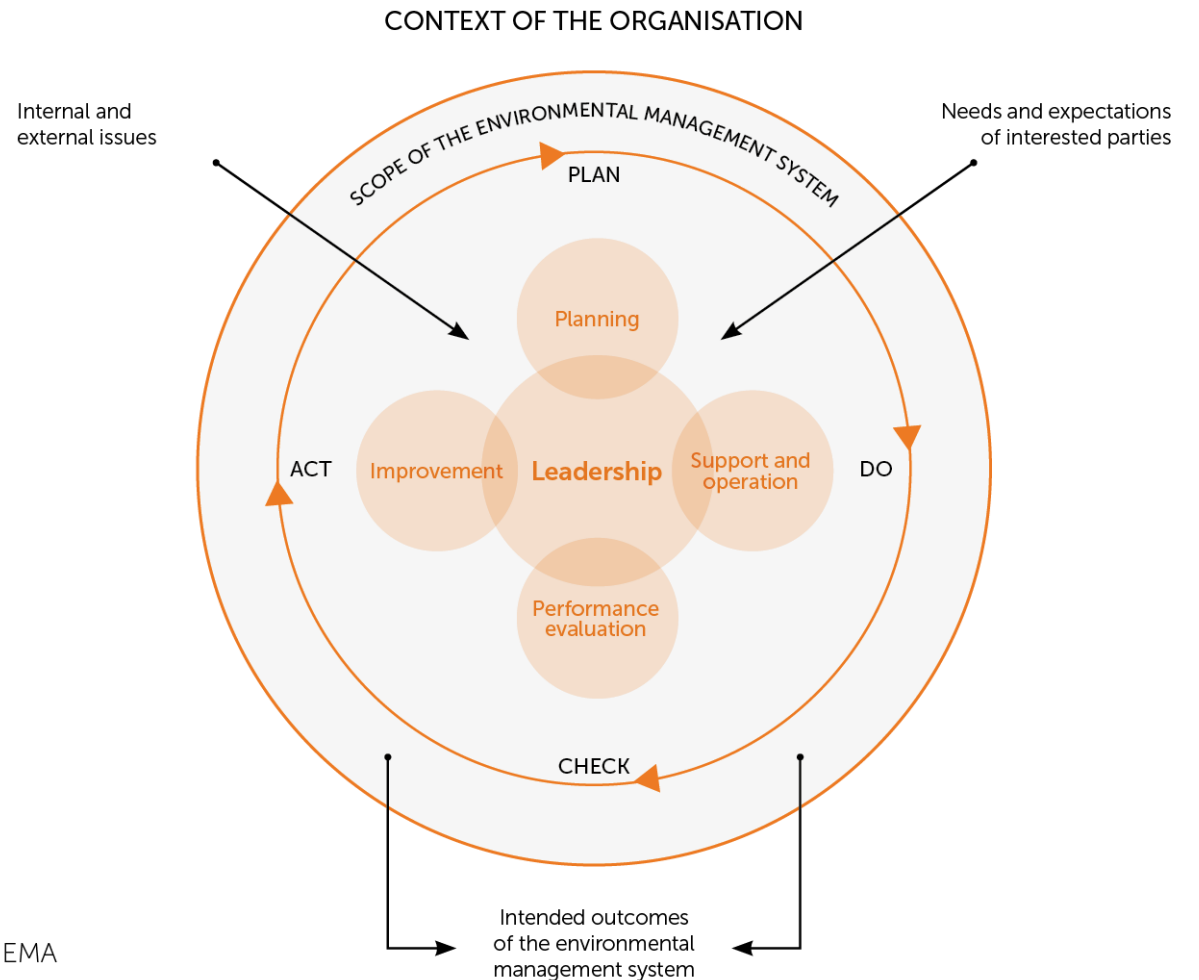 CONTEXT OF THE ORGANISATION
Internal and
external issues
Needs and expectations
of interested parties
SCOPE OF THE ENVIRONMENTAL MANAGEMENT SYSTEM
PLAN
Planning
ACT
Improvement
Leadership
Support and
operation
DO
Performance
evaluation
CHECK
Intended outcomes
of the environmental
management system
EMA